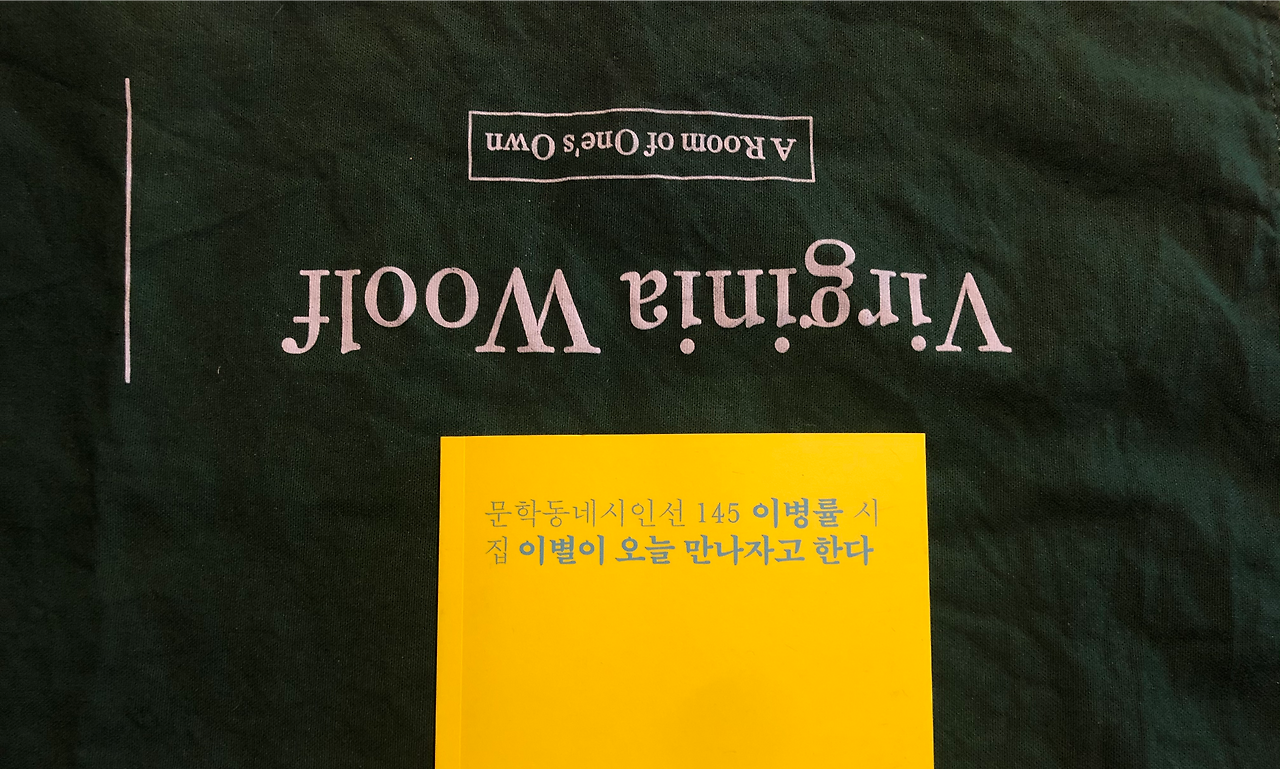 A Room of One's Own
Virginia Woolf
문학동네시인선 145 이병률 시
집 이별이 오늘 만나자고 한다